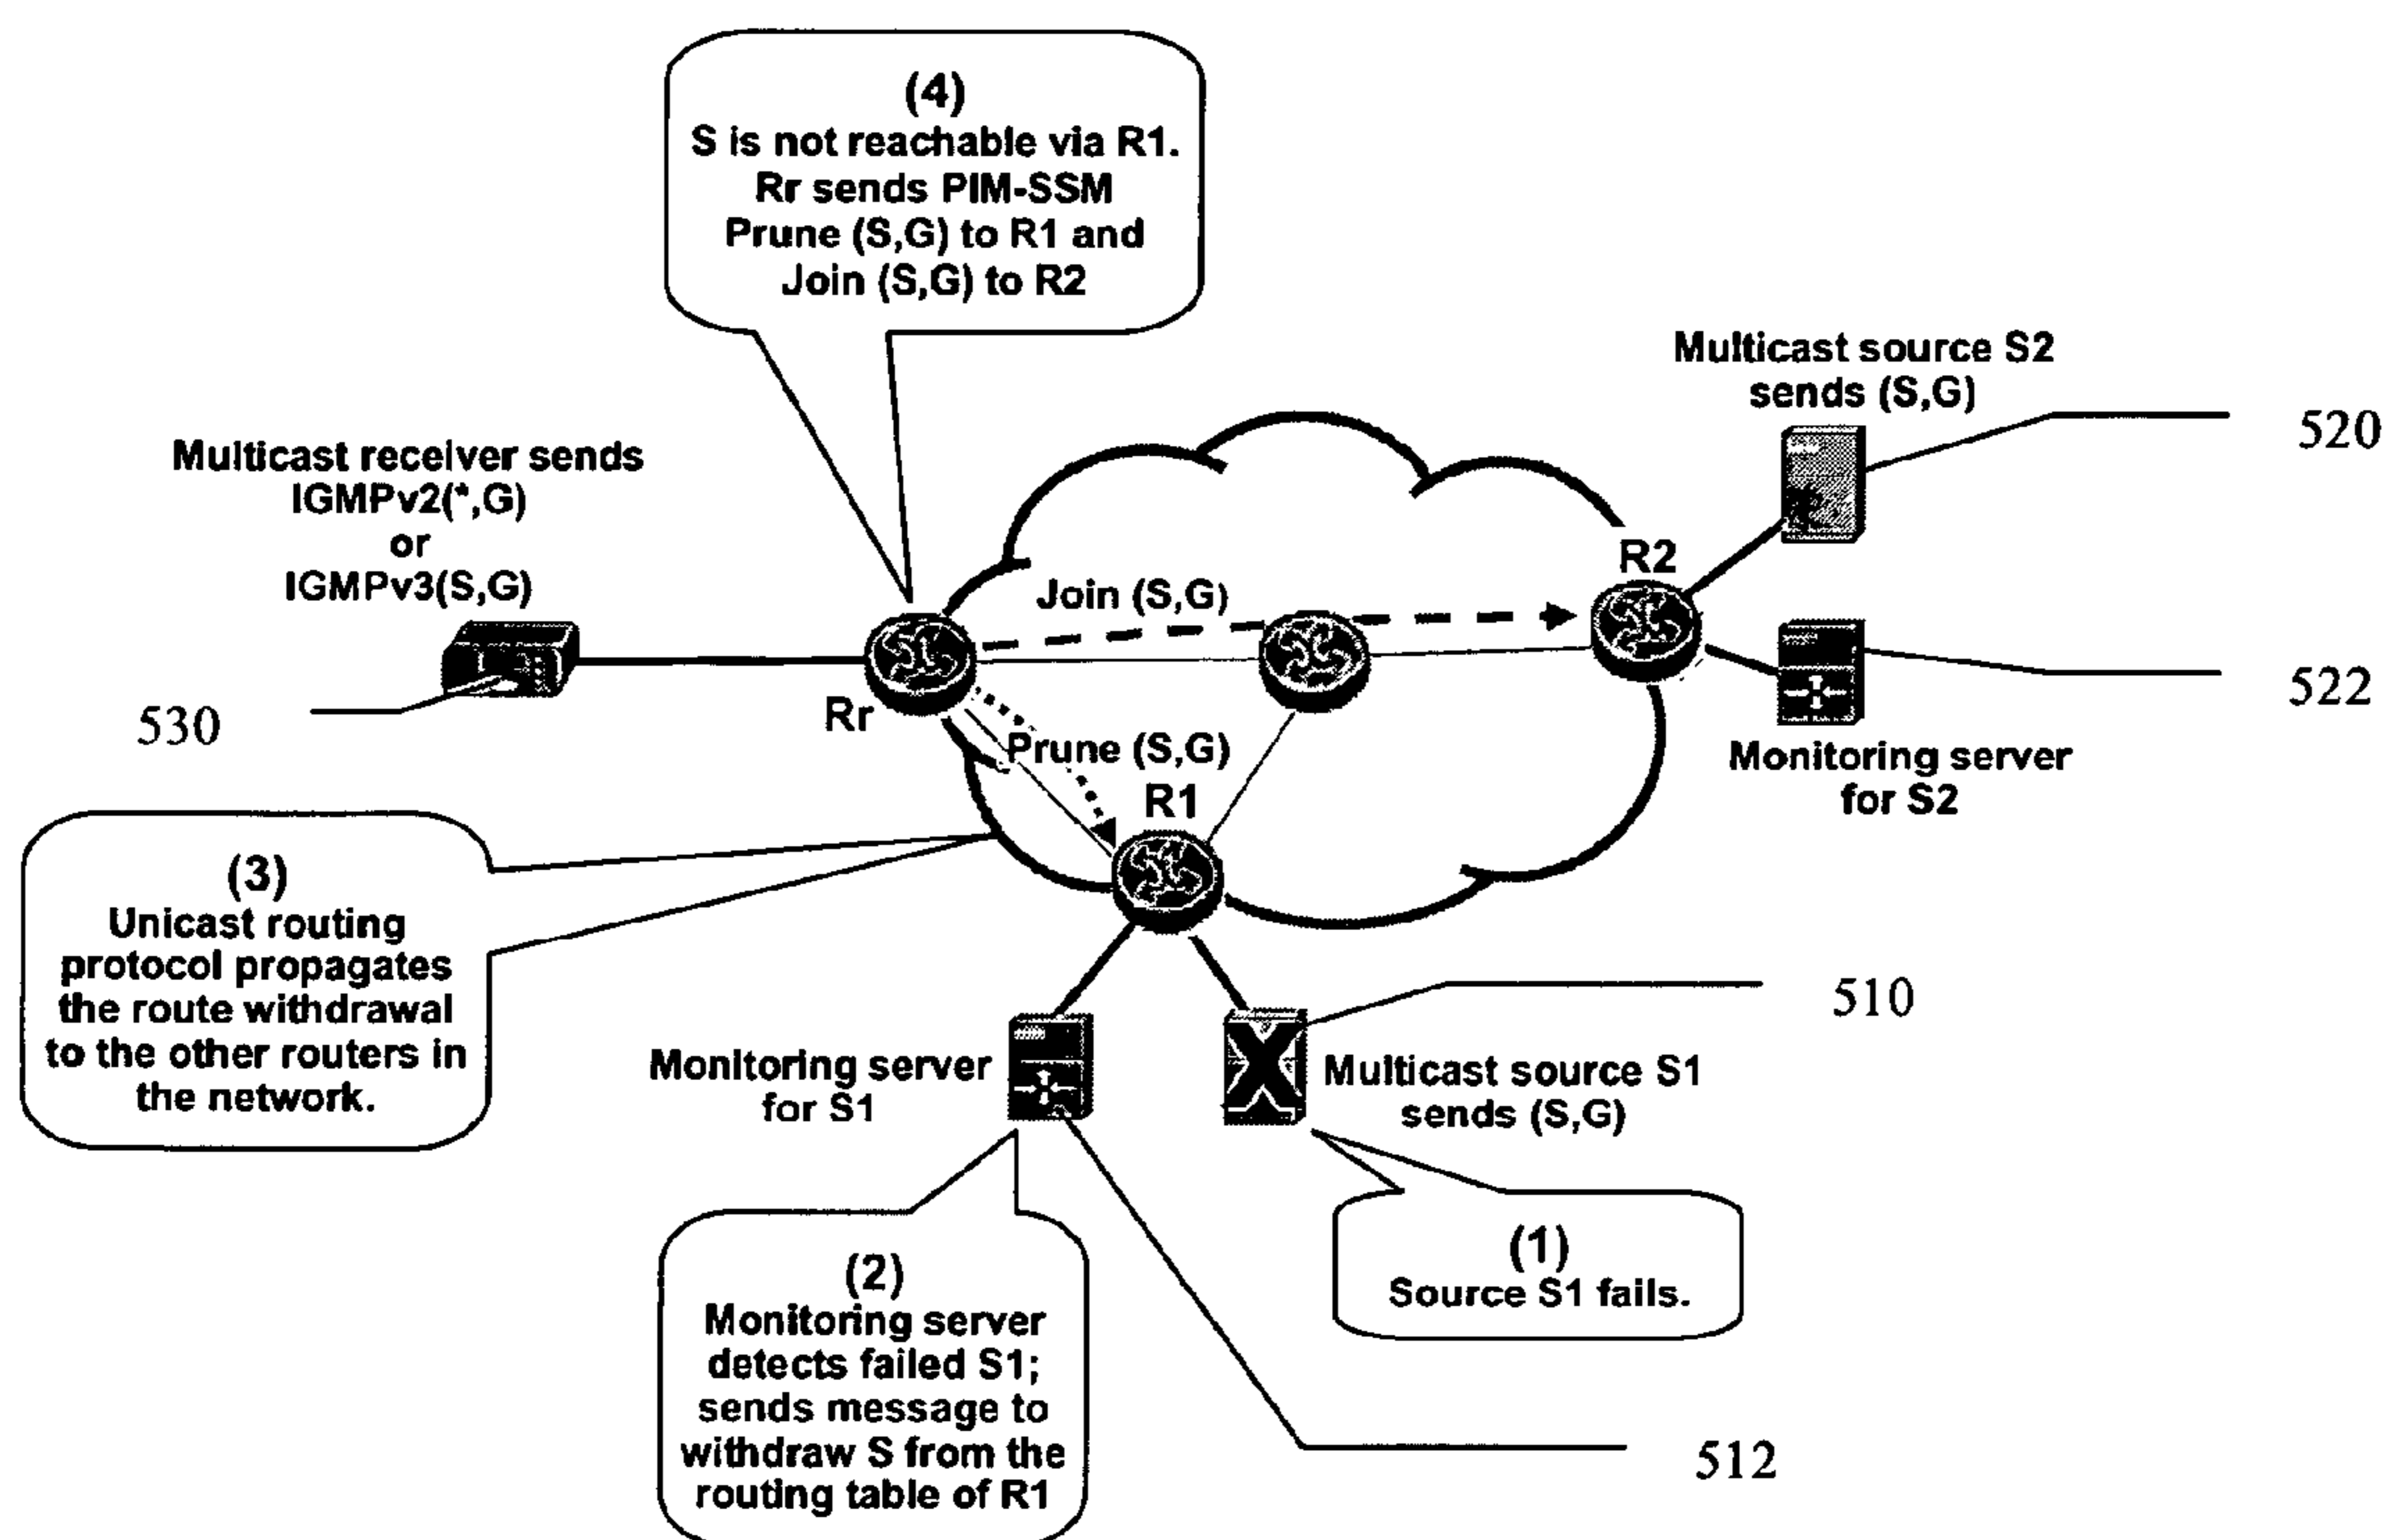 (4)
S is not reachable via R1.
Rr sends PIM-SSM
Prune (S,G) to R1 and
Join (S,G) to R2
Multicast source S2
sends (S,G)
520
Multicast receiver sends
IGMPv2(*,G)
or
IGMPv3(S,G)
R2
Join (S,G)
522
Rr
530
Prune (S,G)
R1
Monitoring server
for S2
(3)
Unicast routing
protocol propagates
the route withdrawal
to the other routers in
the network.
510
Monitoring server
for S1
Multicast source S1
sends (S,G)
(1)
Source S1 fails.
(2)
Monitoring server
detects failed S1;
sends message to
withdraw S from the
routing table of R1
512